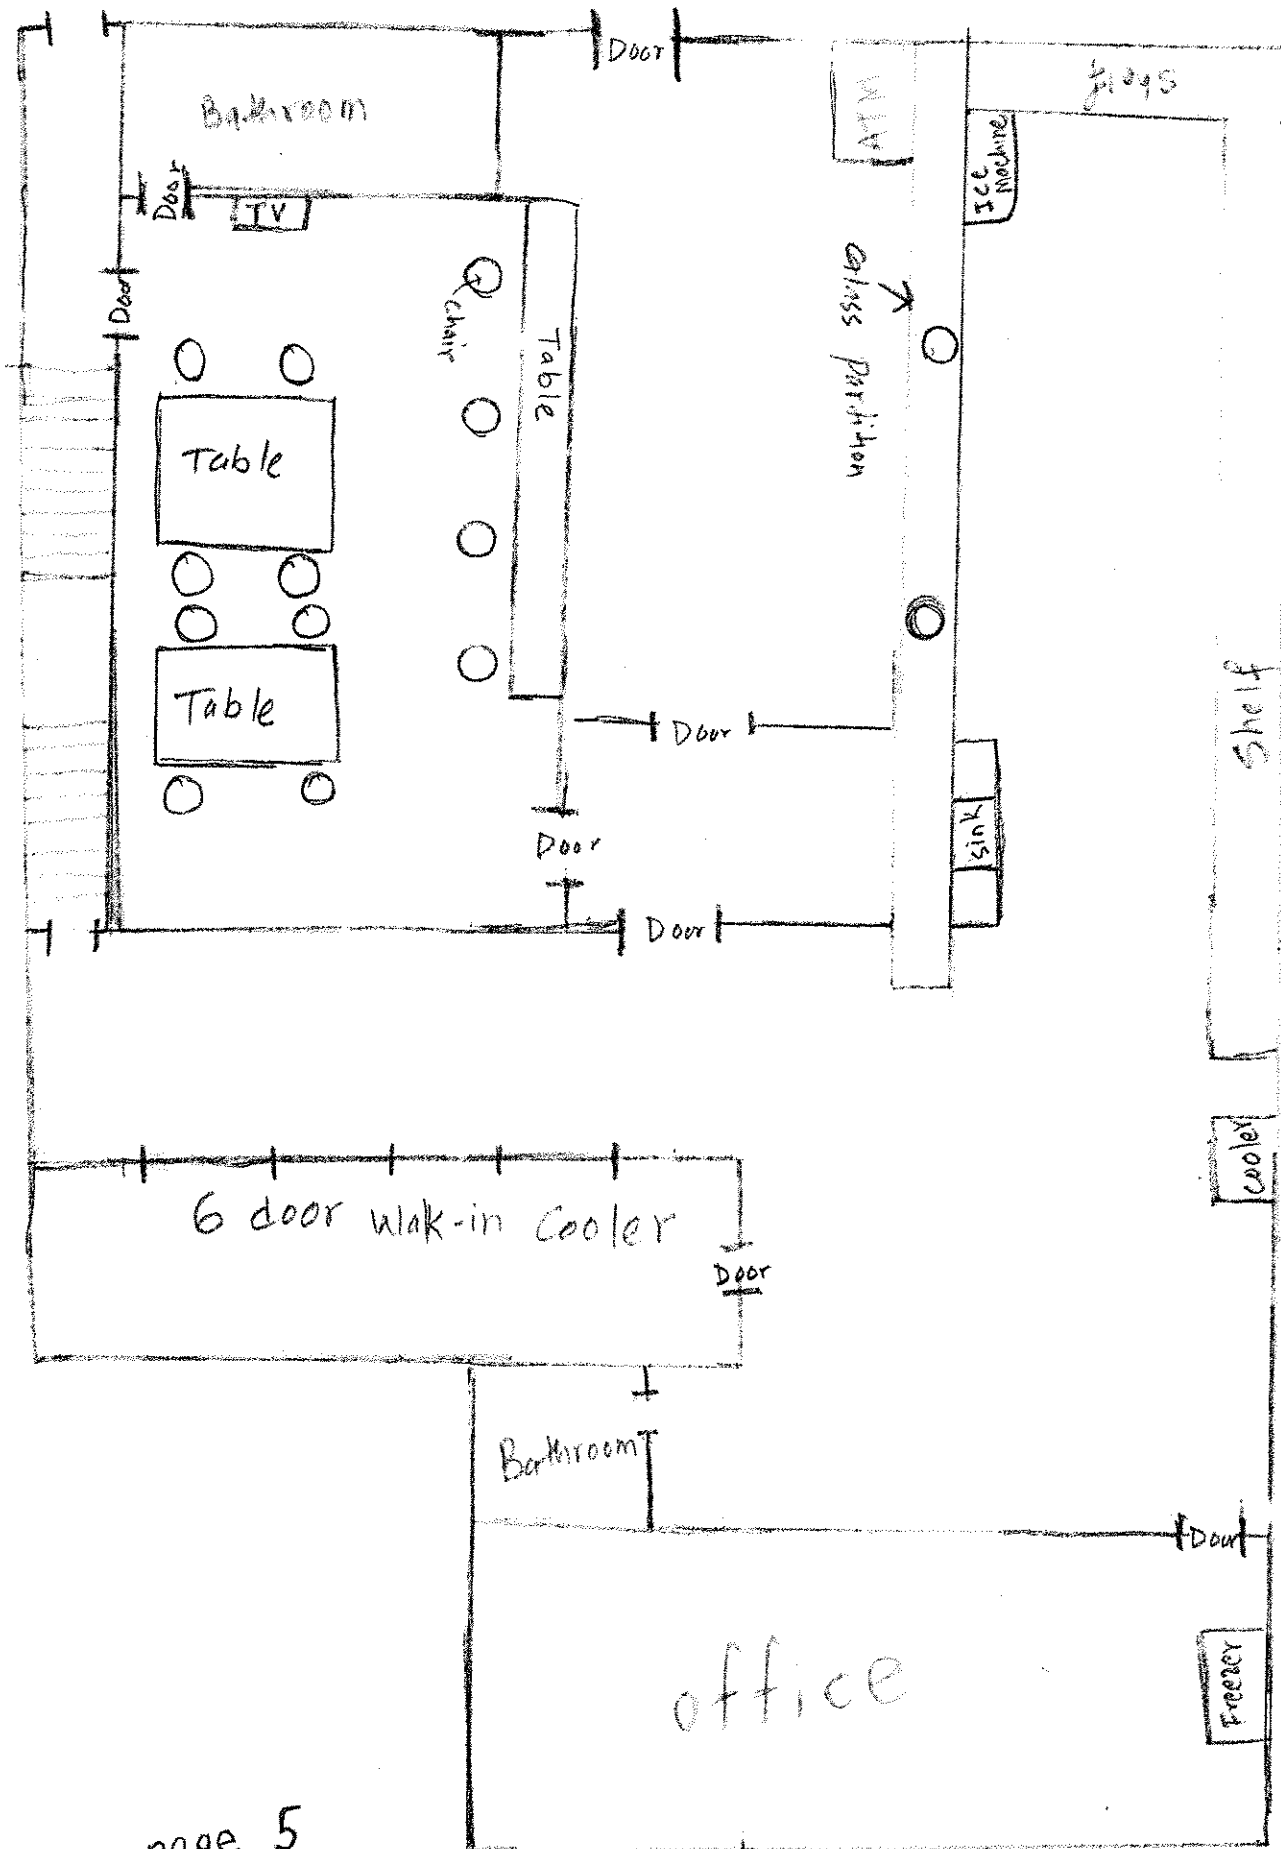 Door
Bathroom
ATM
Shelf
Ice
Machine
Door
TV
Door
chair
Table
Glass Partition
Table
Table
Door
Shelf
sink
Door
Door
cooler
6 door Walk-in Cooler
Door
Bathroom
Door
office
Freezer
page 5